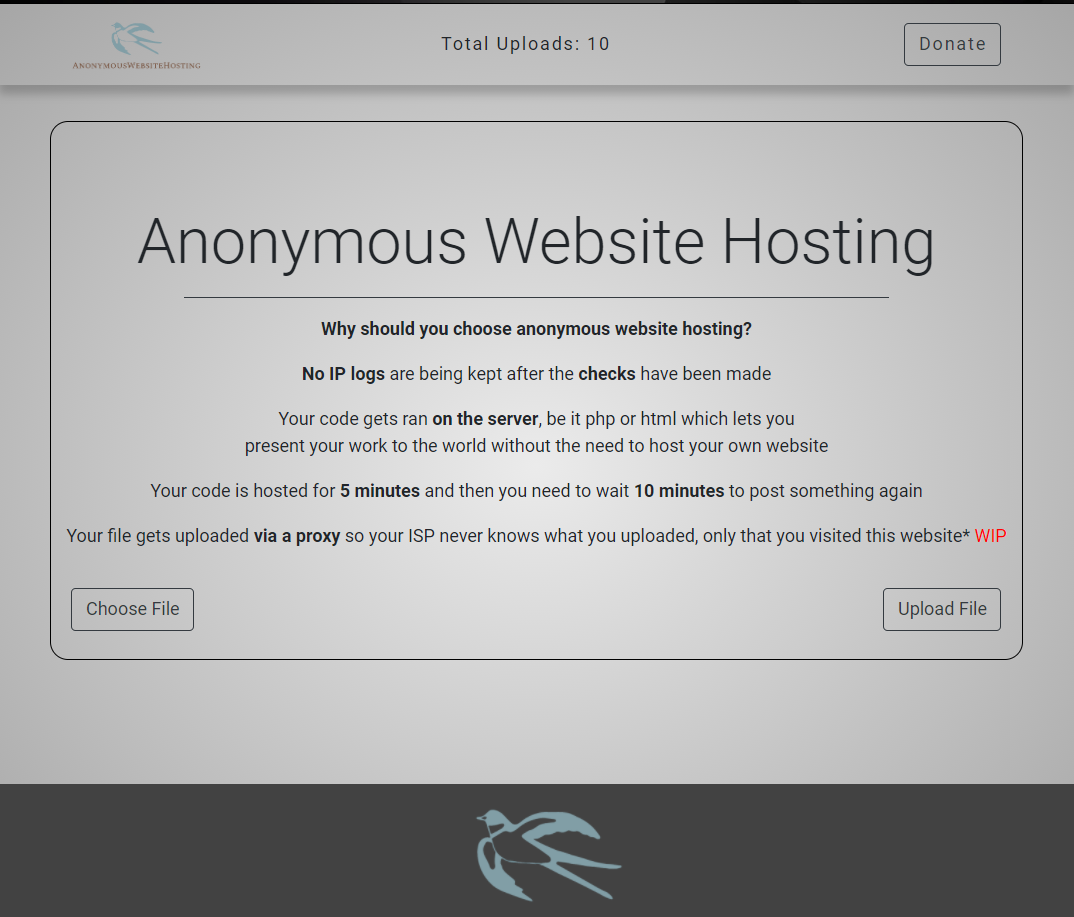 AnonymousWebsiteHosting
Total Uploads: 10
Donate
Anonymous Website Hosting
Why should you choose anonymous website hosting?
No IP logs are being kept after the checks have been made
Your code gets ran on the server, be it php or html which lets you
present your work to the world without the need to host your own website
Your code is hosted for 5 minutes and then you need to wait 10 minutes to post something again
Your file gets uploaded via a proxy so your ISP never knows what you uploaded, only that you visited this website* WIP
Choose File
Upload File